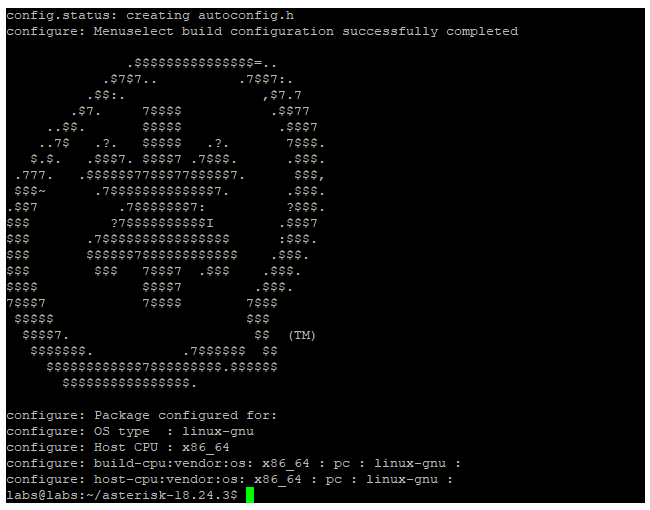 config.status: creating autoconfig.h
configure: Menuselect build configuration successfully completed
               .$$$$$$$$$$$$$$$=..
            .$7$7..          .7$$7:.
          .$$:.                 ,$7.7
        .$7.     7$$$$           .$$77
     ..$$.       $$$$$            .$$$7
    ..7$   .?.   $$$$$   .?.       7$$$.
   $.$.   .$$$7. $$$$7 .7$$$.      .$$$.
 .777.   .$$$$$$77$$$77$$$$$7.      $$$,
 $$$~      .7$$$$$$$$$$$$$7.       .$$$.
.$$7          .7$$$$$$$7:          ?$$$.
$$$          ?7$$$$$$$$$$I        .$$$7
$$$       .7$$$$$$$$$$$$$$$$      :$$$.
$$$       $$$$$$7$$$$$$$$$$$$    .$$$.
$$$        $$$   7$$$7  .$$$    .$$$.
$$$$             $$$$7         .$$$.
7$$$7            7$$$$        7$$$
 $$$$$                        $$$
  $$$$7.                       $$  (TM)
   $$$$$$$.           .7$$$$$$  $$
     $$$$$$$$$$$$7$$$$$$$$$.$$$$$$
       $$$$$$$$$$$$$$$$.
configure: Package configured for:
configure: OS type  : linux-gnu
configure: Host CPU : x86_64
configure: build-cpu:vendor:os: x86_64 : pc : linux-gnu :
configure: host-cpu:vendor:os: x86_64 : pc : linux-gnu :
labs@labs:~/asterisk-18.24.3$